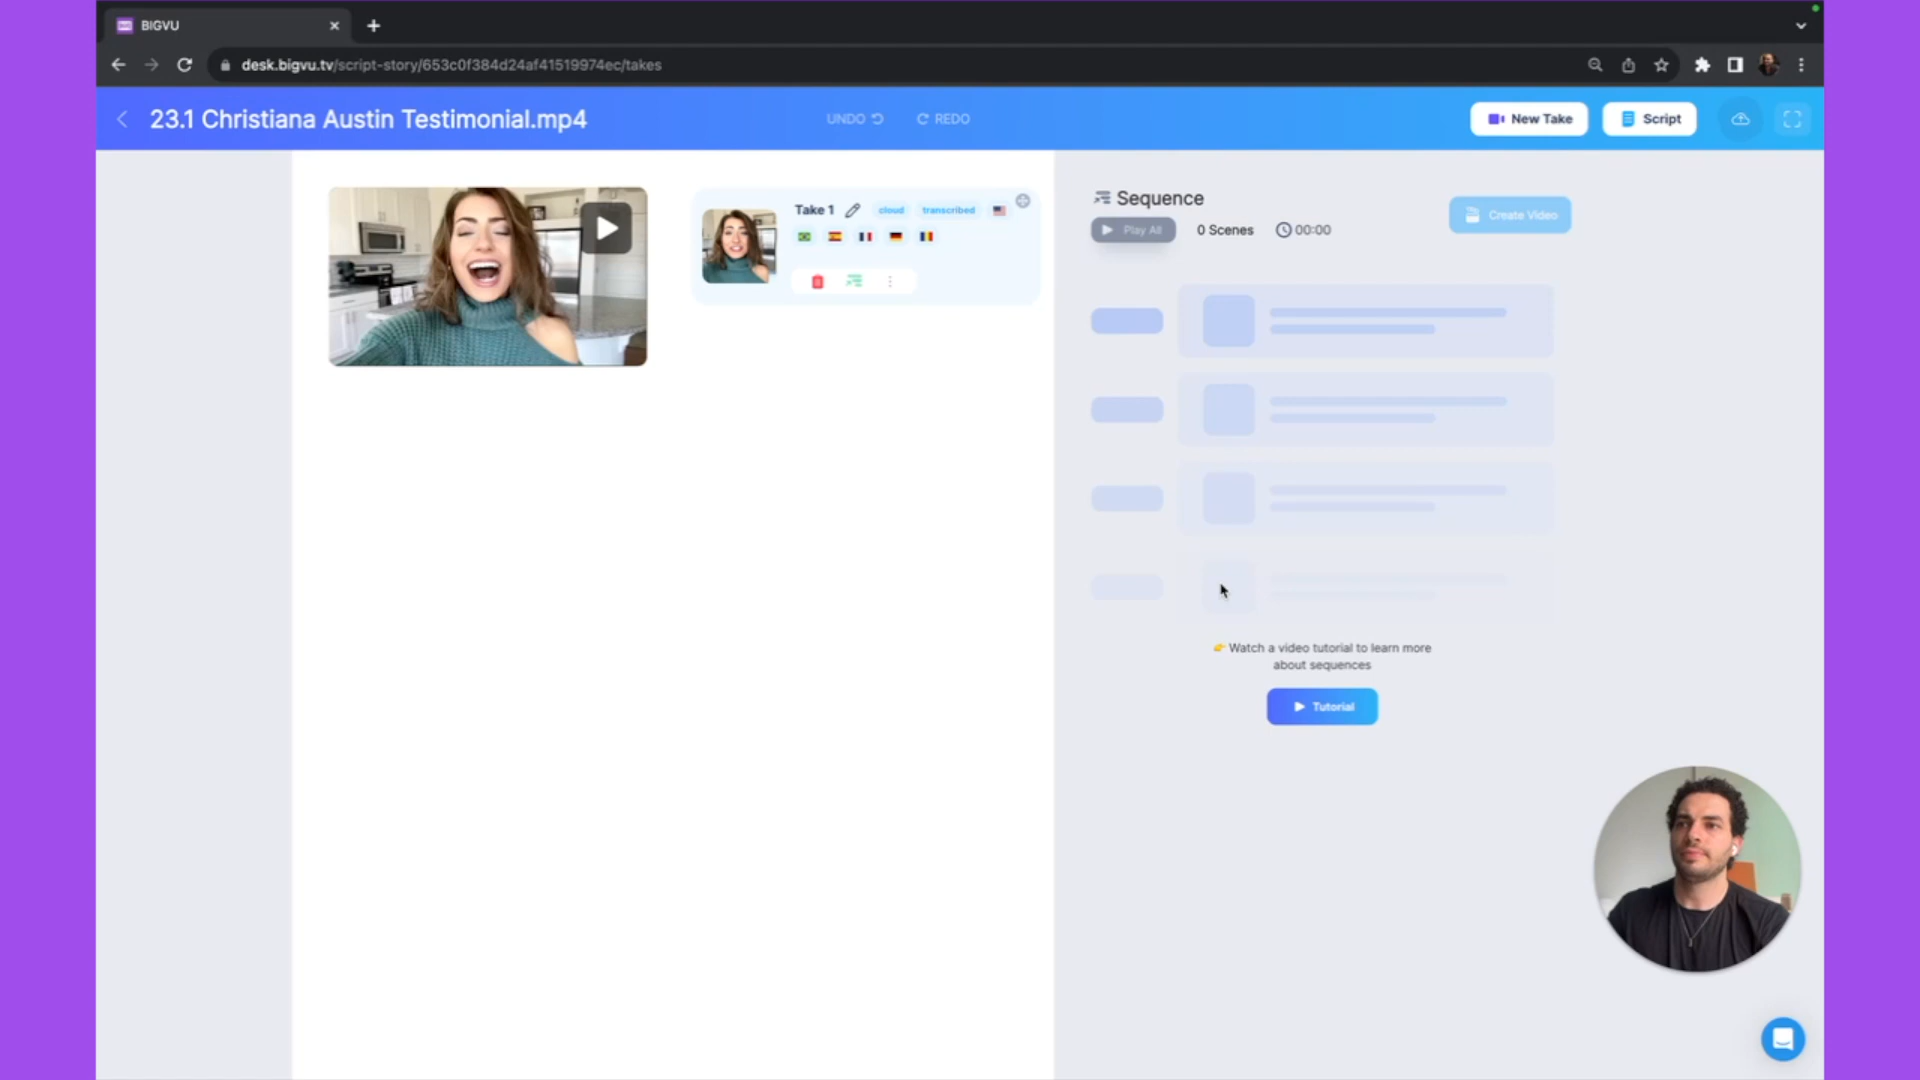 BIGVU
desk.bigvu.tv/script-story/653c0f384d24af41519974ec/takes
23.1 Christiana Austin Testimonial.mp4
UNDO
REDO
New Take
Script
Take 1
cloud
transcribed
Sequence
Play All
0 Scenes
00:00
Create Video
Watch a video tutorial to learn more
about sequences
Tutorial